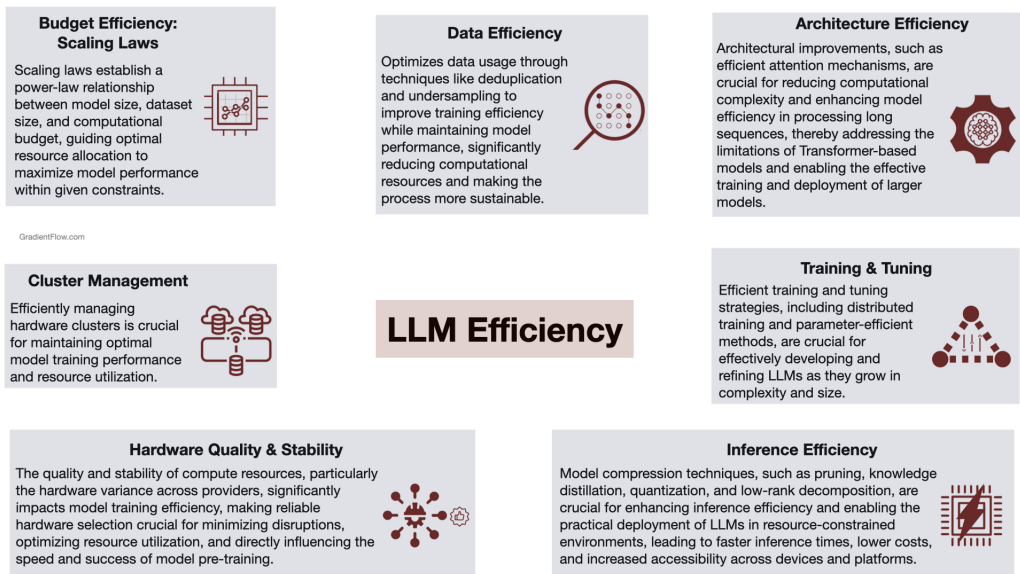 Budget Efficiency:
Scaling Laws
Scaling laws establish a
power-law relationship
between model size, dataset
size, and computational
budget, guiding optimal
resource allocation to
maximize model performance
within given constraints.
Data Efficiency
Optimizes data usage through
techniques like deduplication
and undersampling to
improve training efficiency
while maintaining model
performance, significantly
reducing computational
resources and making the
process more sustainable.
Architecture Efficiency
Architectural improvements, such as
efficient attention mechanisms, are
crucial for reducing computational
complexity and enhancing model
efficiency in processing long
sequences, thereby addressing the
limitations of Transformer-based
models and enabling the effective
training and deployment of larger
models.
GradientFlow.com
Cluster Management
Efficiently managing
hardware clusters is crucial
for maintaining optimal
model training performance
and resource utilization.
LLM Efficiency
Training & Tuning
Efficient training and tuning
strategies, including distributed
training and parameter-efficient
methods, are crucial for
effectively developing and
refining LLMs as they grow in
complexity and size.
Hardware Quality & Stability
The quality and stability of compute resources, particularly
the hardware variance across providers, significantly
impacts model training efficiency, making reliable
hardware selection crucial for minimizing disruptions,
optimizing resource utilization, and directly influencing the
speed and success of model pre-training.
Inference Efficiency
Model compression techniques, such as pruning, knowledge
distillation, quantization, and low-rank decomposition, are
crucial for enhancing inference efficiency and enabling the
practical deployment of LLMs in resource-constrained
environments, leading to faster inference times, lower costs,
and increased accessibility across devices and platforms.